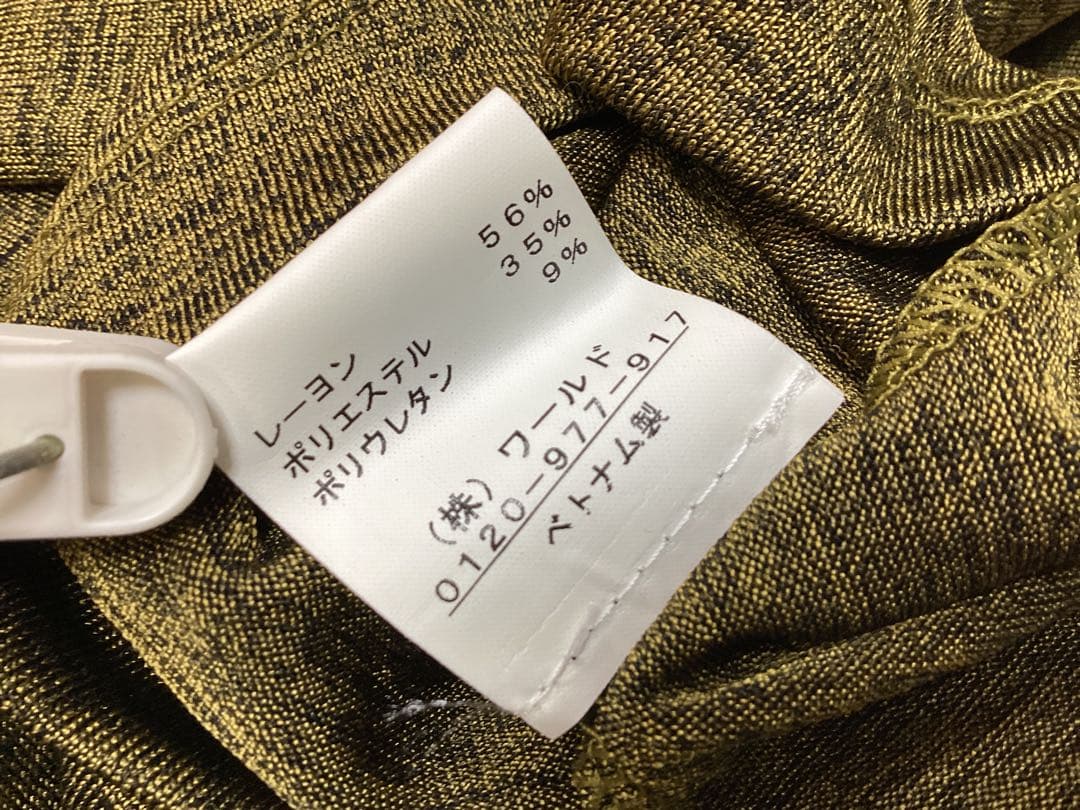 レーヨン 56%
ポリエステル 35%
ポリウレタン 9%
(株) ワールド
0120-977-917
ベトナム製